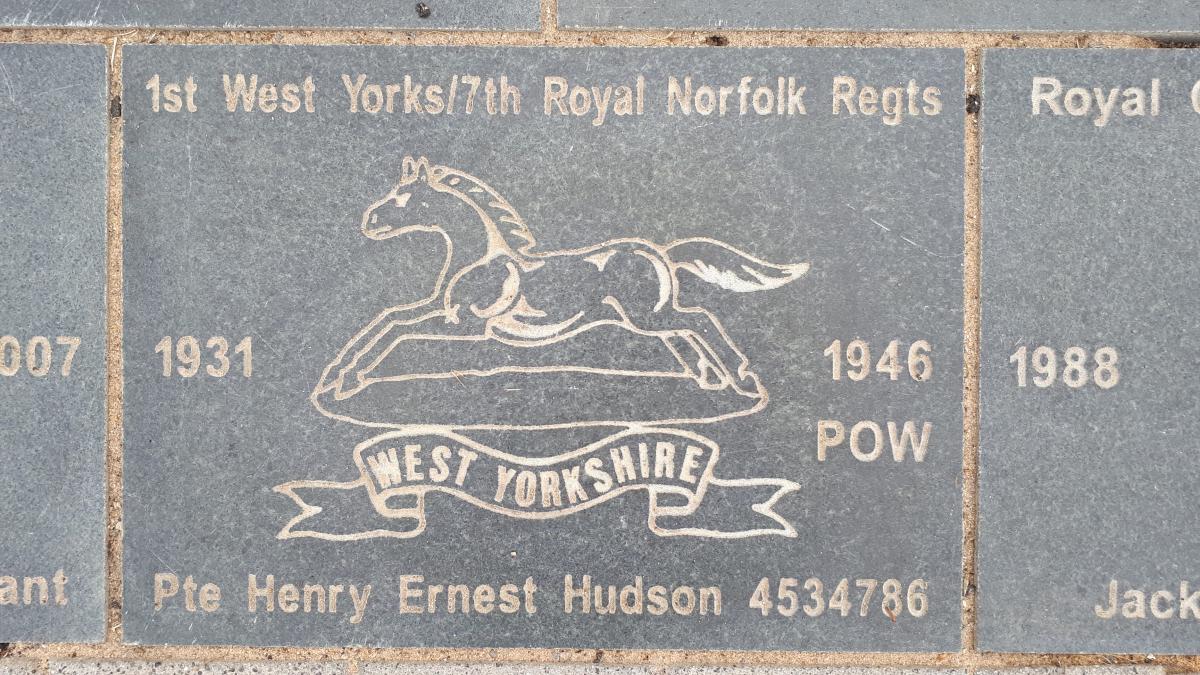 1st West Yorks/7th Royal Norfolk Regts
1931
1946
POW
WEST YORKSHIRE
Pte Henry Ernest Hudson 4534786
007
ant
Royal
1988
Jack